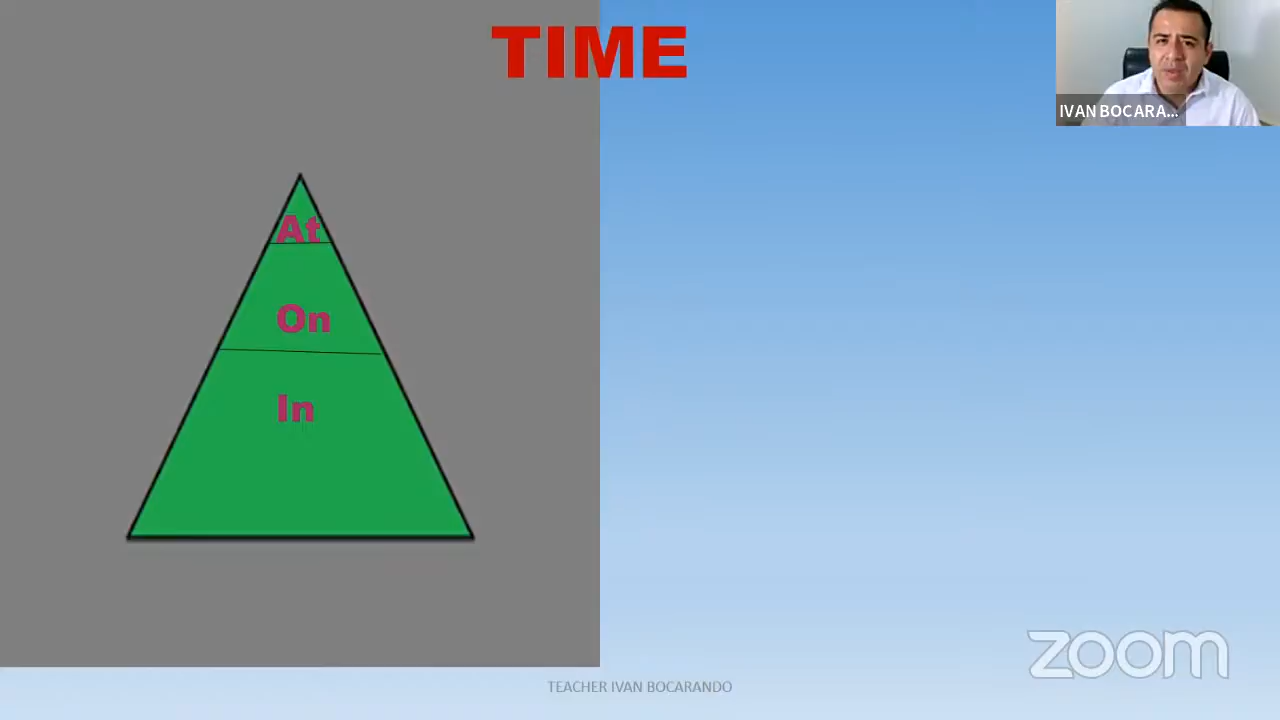 TIME
IVAN BOCARA...
At
On
In
zoom
TEACHER IVAN BOCARANDO